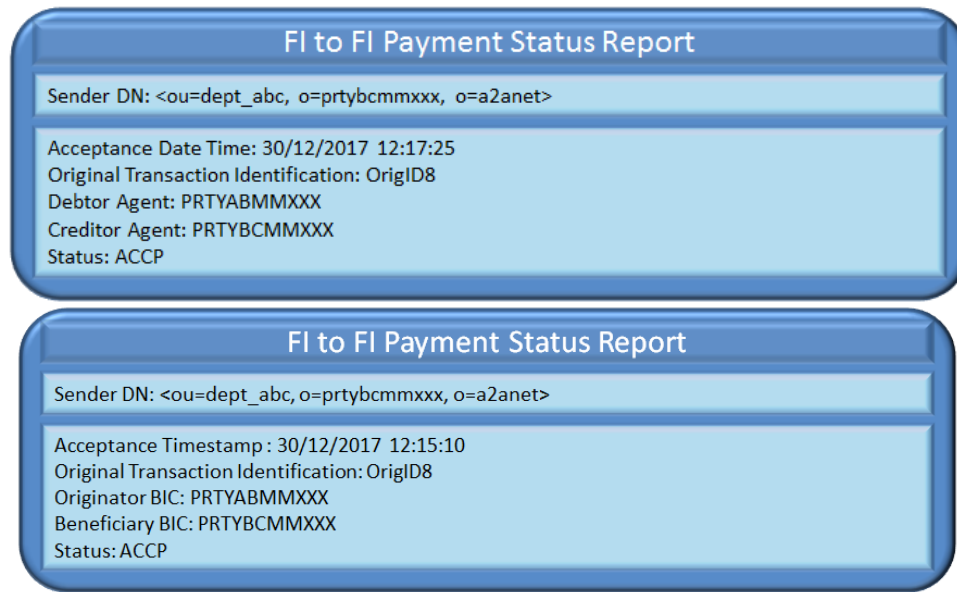 FI to FI Payment Status Report
Sender DN: <ou=dept_abc, o=prtybcmmxxx, o=a2anet>
Acceptance Date Time: 30/12/2017 12:17:25
Original Transaction Identification: OrigID8
Debtor Agent: PRTYABMMXXX
Creditor Agent: PRTYBCMMXXX
Status: ACCP
FI to FI Payment Status Report
Sender DN: <ou=dept_abc, o=prtybcmmxxx, o=a2anet>
Acceptance Timestamp : 30/12/2017 12:15:10
Original Transaction Identification: OrigID8
Originator BIC: PRTYABMMXXX
Beneficiary BIC: PRTYBCMMXXX
Status: ACCP